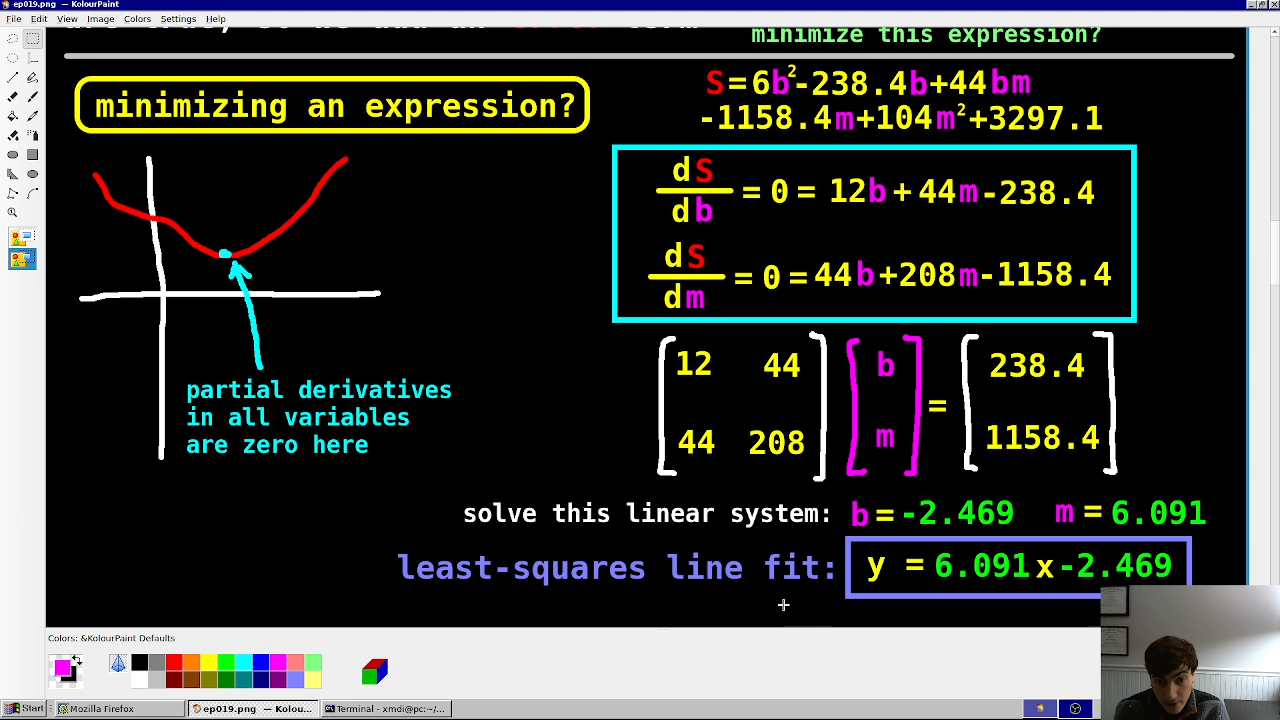 ep019.png — KolourPaint
File Edit View Image Colors Settings Help
minimize this expression?
minimizing an expression?
S=6b²-238.4b+44bm
-1158.4m+104m²+3297.1
dS/db = 0 = 12b+44m-238.4
dS/dm = 0 = 44b+208m-1158.4
partial derivatives
in all variables
are zero here
12 44 b = 238.4
44 208 m 1158.4
solve this linear system: b=-2.469 m=6.091
least-squares line fit: y =6.091x-2.469
Colors: &KolourPaint Defaults
Start Mozilla Firefox ep019.png — Kolou... Terminal - xmdi@pc:~/...